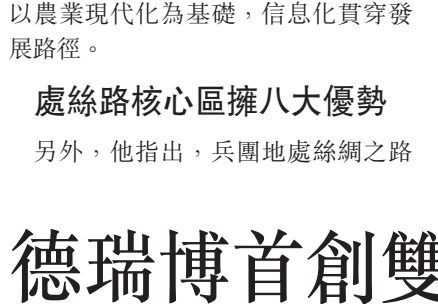 以農業現代化為基礎，信息化貫穿發
展路徑。
處絲路核心區擁八大優勢
另外，他指出，兵團地處絲綢之路
德瑞博首創雙